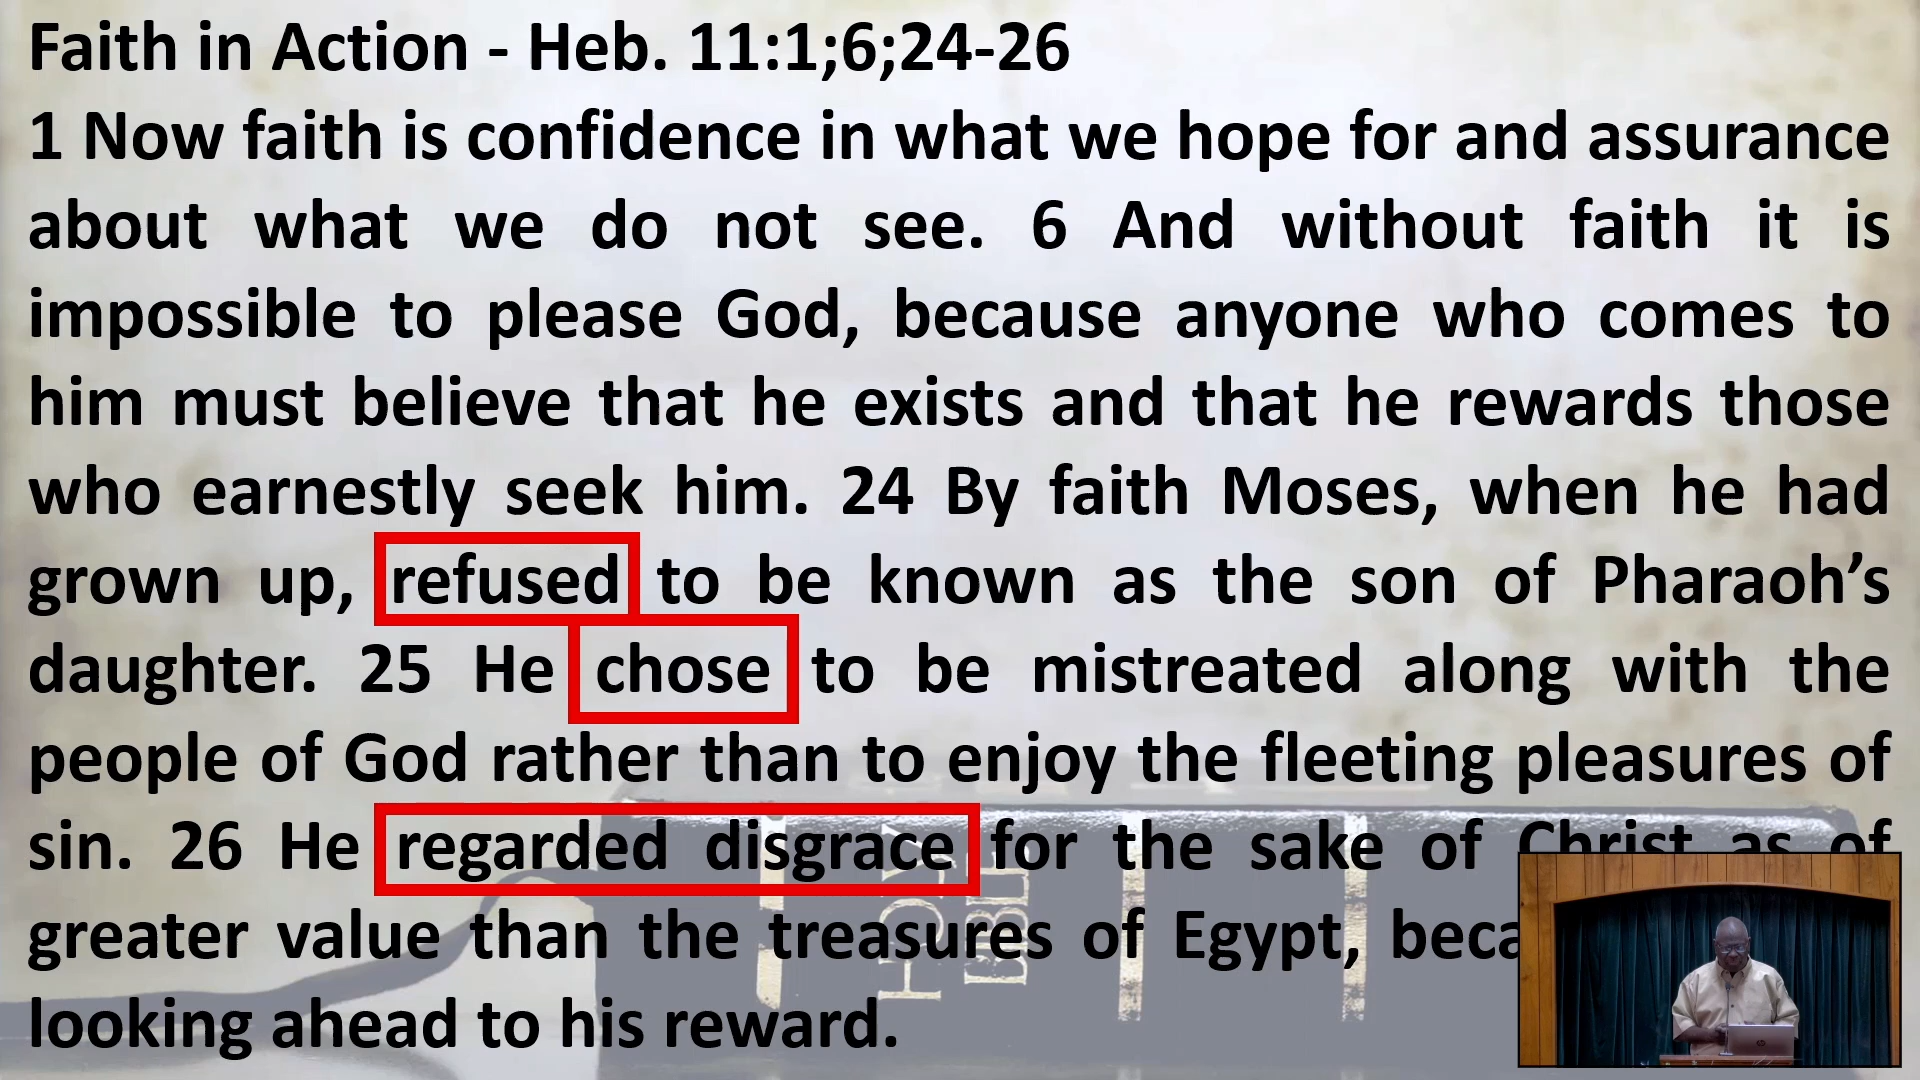 Faith in Action - Heb. 11:1;6;24-26
1 Now faith is confidence in what we hope for and assurance
about what we do not see. 6 And without faith it is
impossible to please God, because anyone who comes to
him must believe that he exists and that he rewards those
who earnestly seek him. 24 By faith Moses, when he had
grown up, refused to be known as the son of Pharaoh’s
daughter. 25 He chose to be mistreated along with the
people of God rather than to enjoy the fleeting pleasures of
sin. 26 He regarded disgrace for the sake of Christ as of
greater value than the treasures of Egypt, beca
looking ahead to his reward.
HOLY
BIBLE